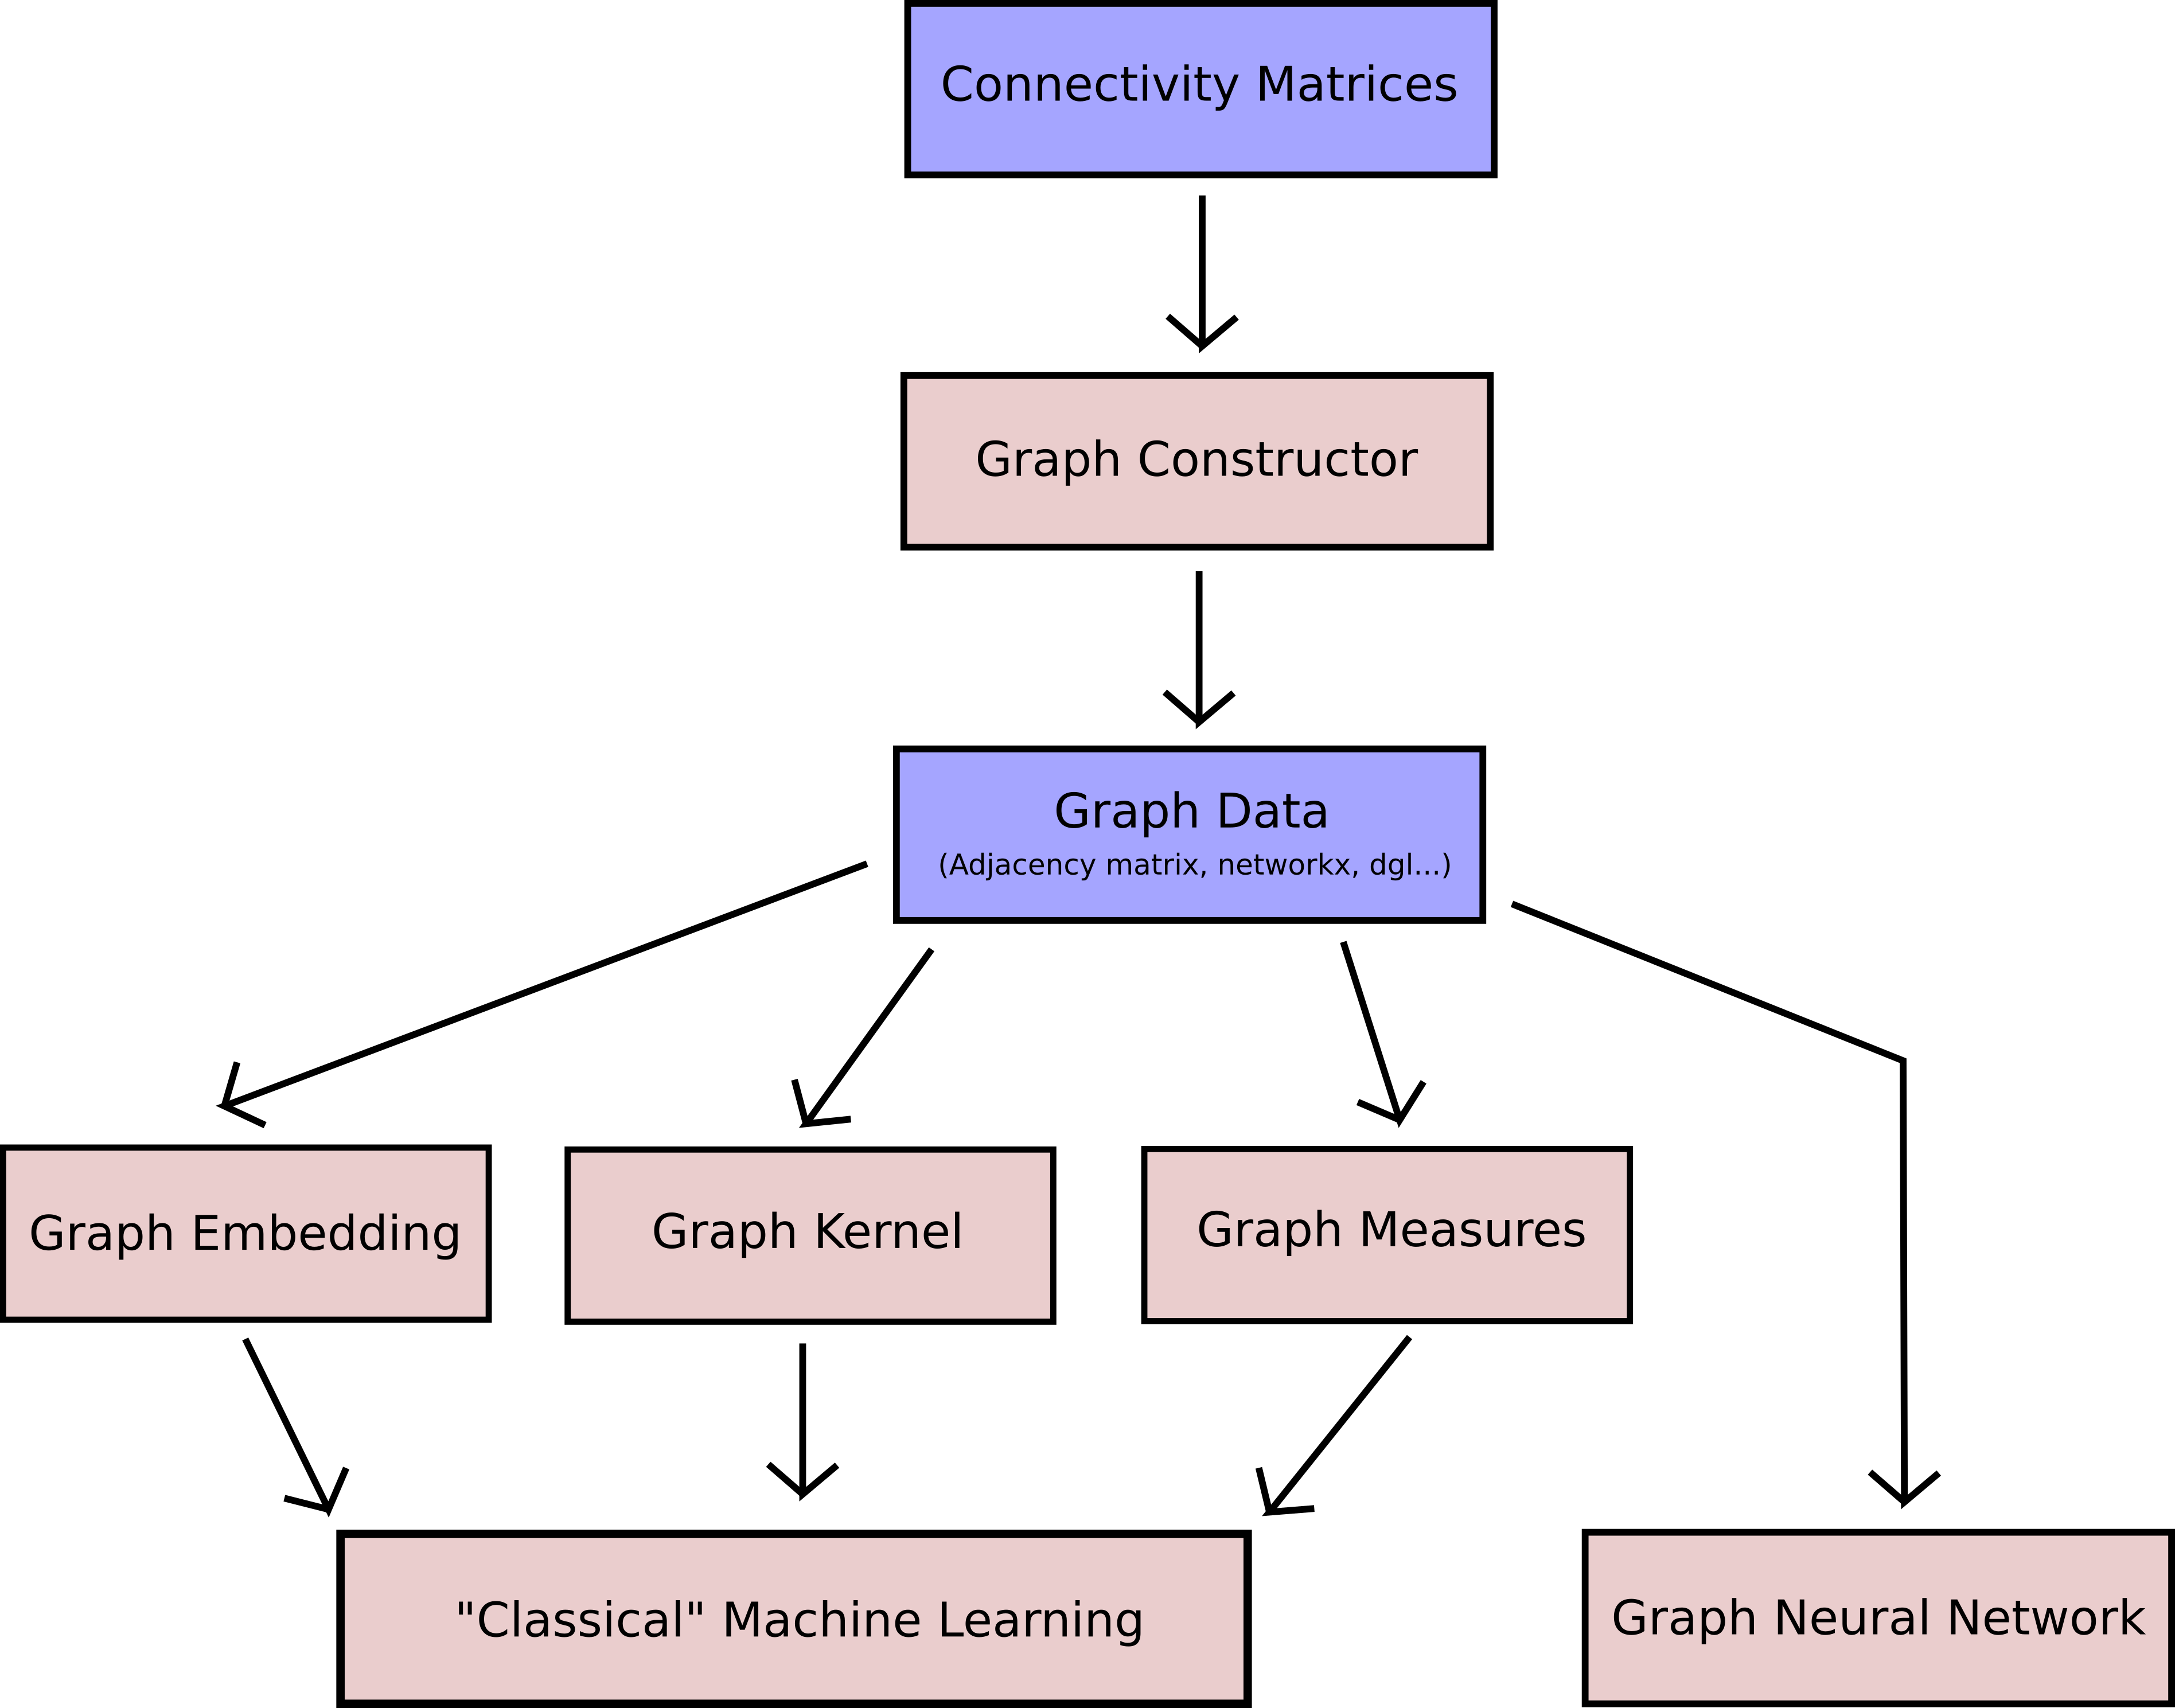 Connectivity Matrices
Graph Constructor
Graph Data
(Adjacency matrix, networkx, dgl...)
Graph Embedding
Graph Kernel
Graph Measures
"Classical" Machine Learning
Graph Neural Network